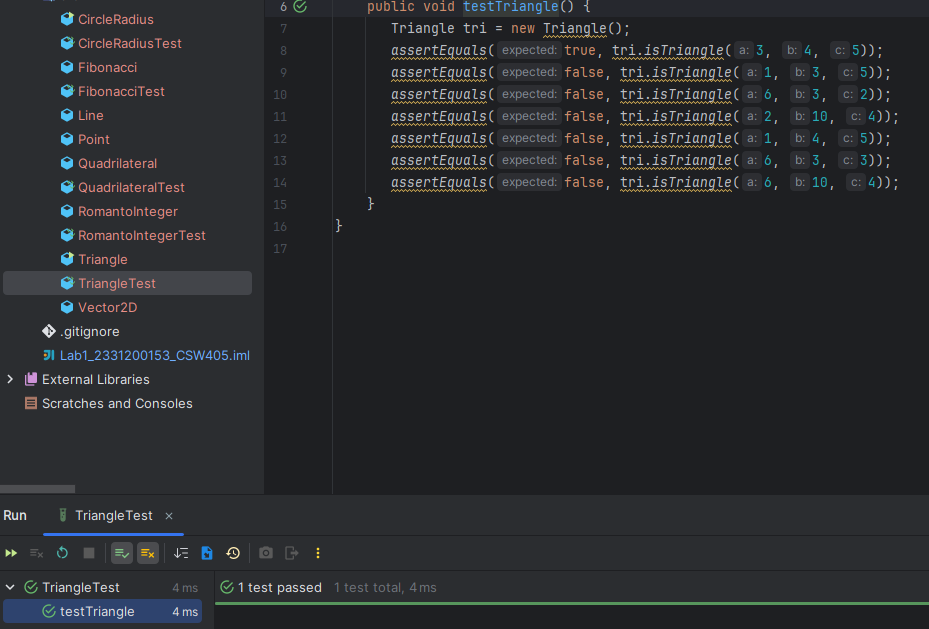 CircleRadius
CircleRadiusTest
Fibonacci
FibonacciTest
Line
Point
Quadrilateral
QuadrilateralTest
RomantoInteger
RomantoIntegerTest
Triangle
TriangleTest
Vector2D
.gitignore
Lab1_2331200153_CSW405.iml
External Libraries
Scratches and Consoles
6 public void testTriangle() {
7 Triangle tri = new Triangle();
8 assertEquals( expected: true, tri.isTriangle( a: 3, b: 4, c: 5));
9 assertEquals( expected: false, tri.isTriangle( a: 1, b: 3, c: 5));
10 assertEquals( expected: false, tri.isTriangle( a: 6, b: 3, c: 2));
11 assertEquals( expected: false, tri.isTriangle( a: 2, b: 10, c: 4));
12 assertEquals( expected: false, tri.isTriangle( a: 1, b: 4, c: 5));
13 assertEquals( expected: false, tri.isTriangle( a: 6, b: 3, c: 3));
14 assertEquals( expected: false, tri.isTriangle( a: 6, b: 10, c: 4));
15 }
16 }
17
Run TriangleTest ×
TriangleTest 4 ms
testTriangle 4 ms
1 test passed 1 test total, 4 ms